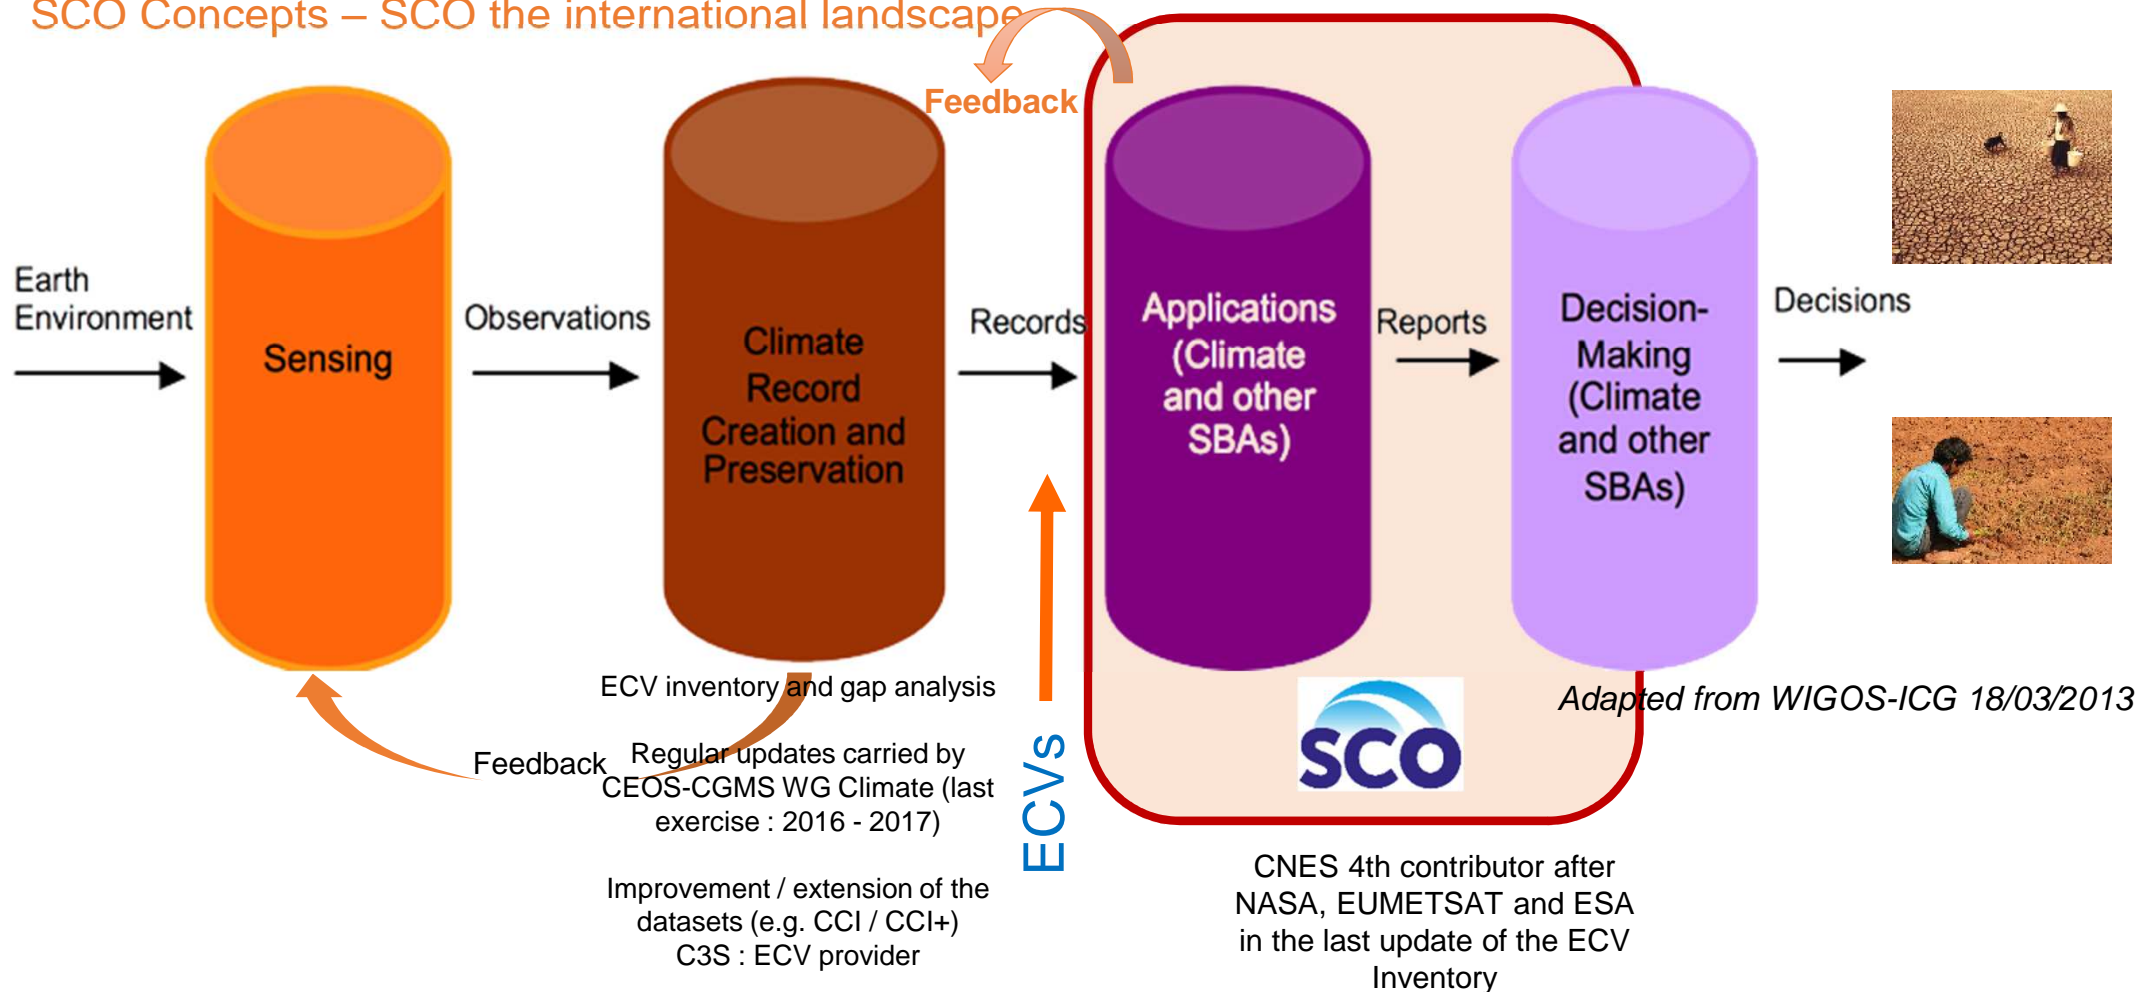 SCO Concepts – SCO the international landscape
Feedback
Earth
Environment
Sensing
Observations
Climate
Record
Creation and
Preservation
Records
Applications
(Climate
and other
SBAs)
Reports
Decision-
Making
(Climate
and other
SBAs)
Decisions
Feedback
ECV inventory and gap analysis
Regular updates carried by
CEOS-CGMS WG Climate (last
exercise : 2016 - 2017)
Improvement / extension of the
datasets (e.g. CCI / CCI+)
C3S : ECV provider
ECVs
SCO
Adapted from WIGOS-ICG 18/03/2013
CNES 4th contributor after
NASA, EUMETSAT and ESA
in the last update of the ECV
Inventory